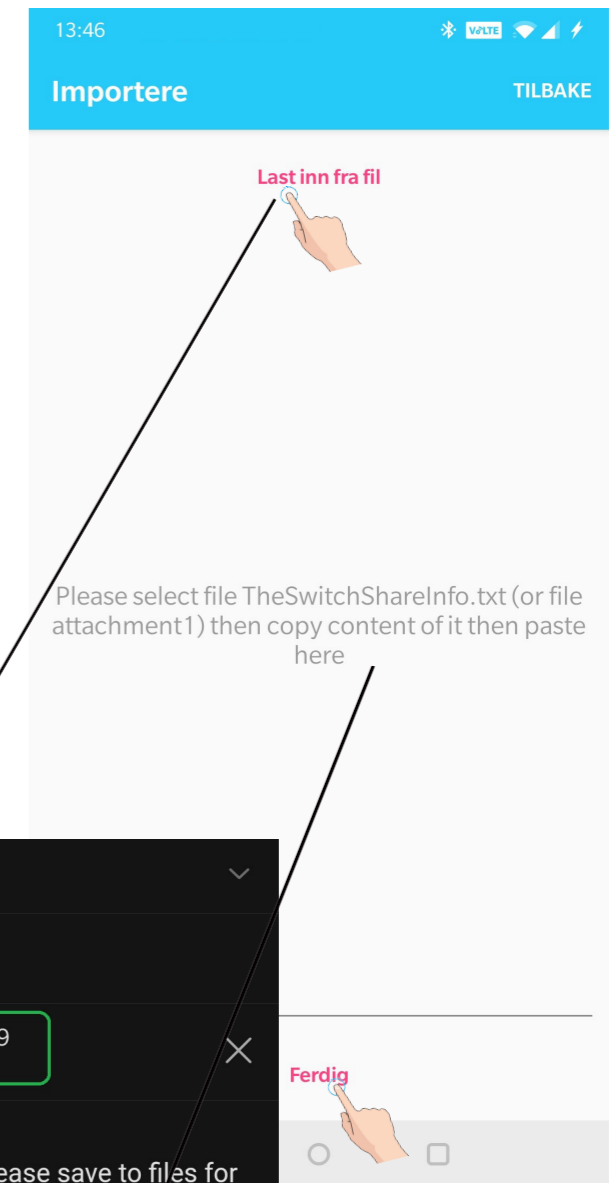 13:46
VoLTE
Importere
TILBAKE
Last inn fra fil
Please select file TheSwitchShareInfo.txt (or file
attachment1) then copy content of it then paste
here
9
Ferdig
ease save to files for